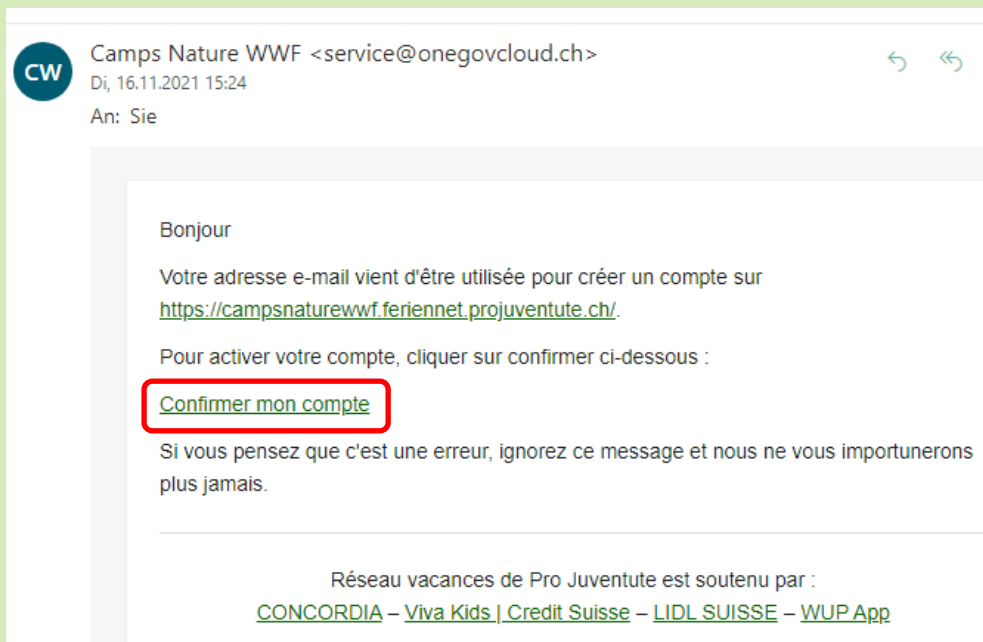 CW
Camps Nature WWF <service@onegovcloud.ch>
Di, 16.11.2021 15:24
An: Sie
Bonjour
Votre adresse e-mail vient d'être utilisée pour créer un compte sur
https://campsnaturewwf.feriennet.projuventute.ch/.
Pour activer votre compte, cliquer sur confirmer ci-dessous :
Confirmer mon compte
Si vous pensez que c'est une erreur, ignorez ce message et nous ne vous importunerons
plus jamais.
Réseau vacances de Pro Juventute est soutenu par :
CONCORDIA – Viva Kids | Credit Suisse – LIDL SUISSE – WUP App